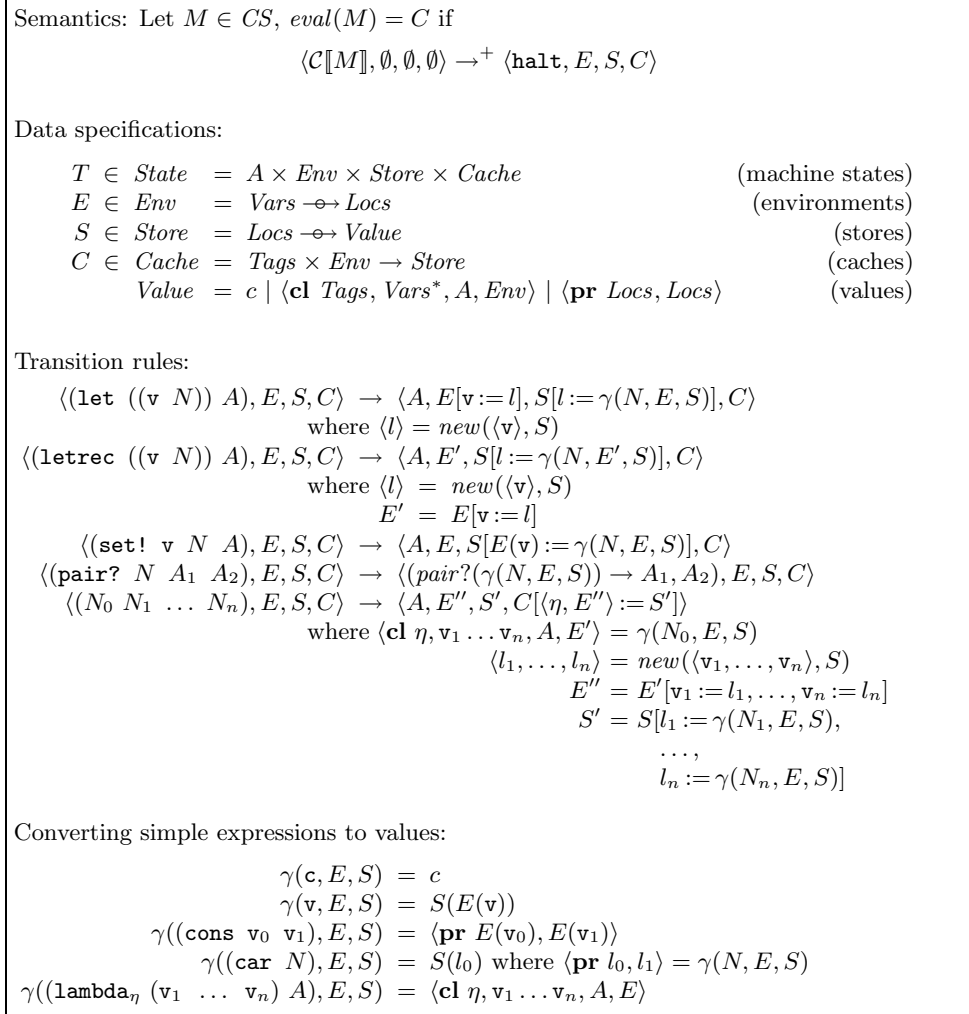 Semantics: Let M ∈ CS, eval(M) = C if
⟨𝒞⟦M⟧, ∅, ∅, ∅⟩ →⁺ ⟨halt, E, S, C⟩
Data specifications:
T ∈ State = A × Env × Store × Cache (machine states)
E ∈ Env = Vars ⊸→ Locs (environments)
S ∈ Store = Locs ⊸→ Value (stores)
C ∈ Cache = Tags × Env → Store (caches)
Value = c | ⟨cl Tags, Vars*, A, Env⟩ | ⟨pr Locs, Locs⟩ (values)
Transition rules:
⟨(let ((v N)) A), E, S, C⟩ → ⟨A, E[v := l], S[l := γ(N, E, S)], C⟩
where ⟨l⟩ = new(⟨v⟩, S)
⟨(letrec ((v N)) A), E, S, C⟩ → ⟨A, E′, S[l := γ(N, E′, S)], C⟩
where ⟨l⟩ = new(⟨v⟩, S)
E′ = E[v := l]
⟨(set! v N A), E, S, C⟩ → ⟨A, E, S[E(v) := γ(N, E, S)], C⟩
⟨(pair? N A₁ A₂), E, S, C⟩ → ⟨(pair?(γ(N, E, S)) → A₁, A₂), E, S, C⟩
⟨(N₀ N₁ … Nₙ), E, S, C⟩ → ⟨A, E″, S′, C[⟨η, E″⟩ := S′]⟩
where ⟨cl η, v₁ … vₙ, A, E′⟩ = γ(N₀, E, S)
⟨l₁, …, lₙ⟩ = new(⟨v₁, …, vₙ⟩, S)
E″ = E′[v₁ := l₁, …, vₙ := lₙ]
S′ = S[l₁ := γ(N₁, E, S),
…,
lₙ := γ(Nₙ, E, S)]
Converting simple expressions to values:
γ(c, E, S) = c
γ(v, E, S) = S(E(v))
γ((cons v₀ v₁), E, S) = ⟨pr E(v₀), E(v₁)⟩
γ((car N), E, S) = S(l₀) where ⟨pr l₀, l₁⟩ = γ(N, E, S)
γ((lambda_η (v₁ … vₙ) A), E, S) = ⟨cl η, v₁ … vₙ, A, E⟩